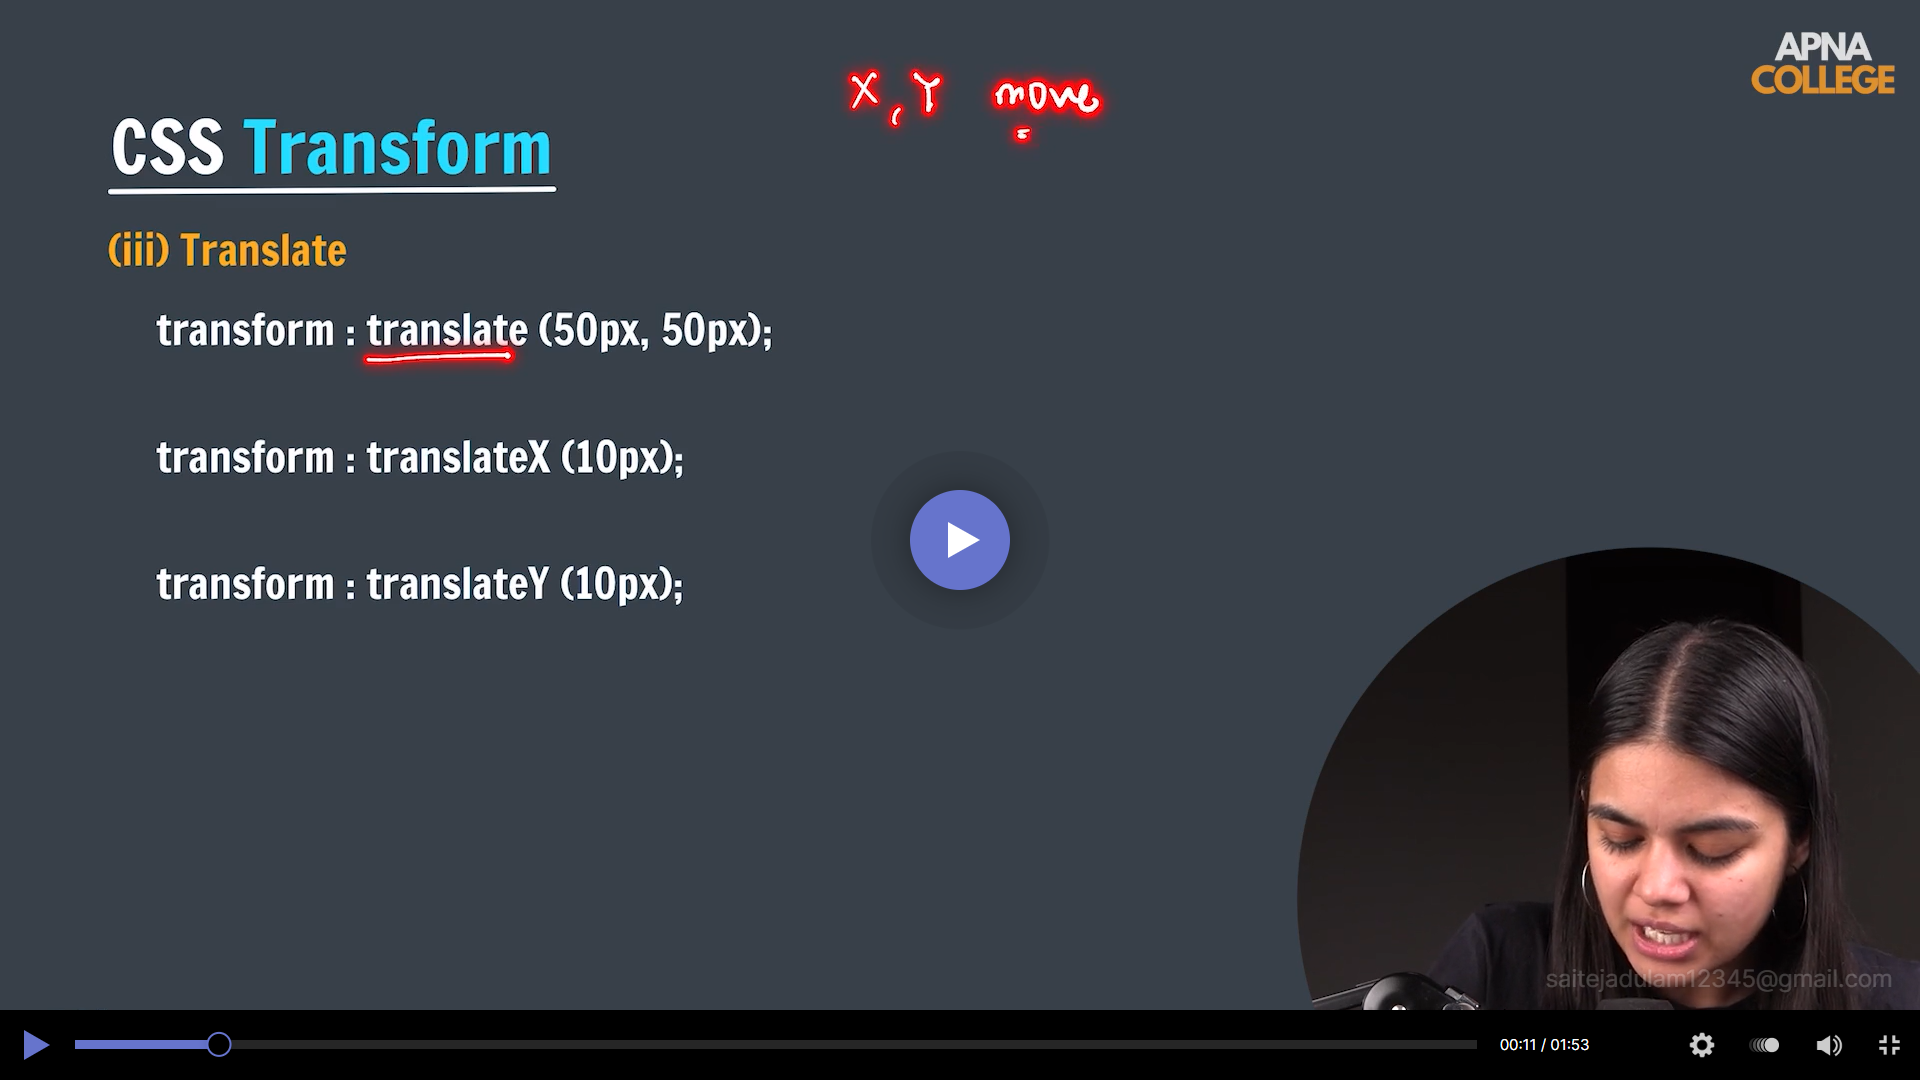 APNA
COLLEGE
X, Y move
CSS Transform
(iii) Translate
transform : translate (50px, 50px);
transform : translateX (10px);
transform : translateY (10px);
saitejadulam12345@gmail.com
00:11 / 01:53